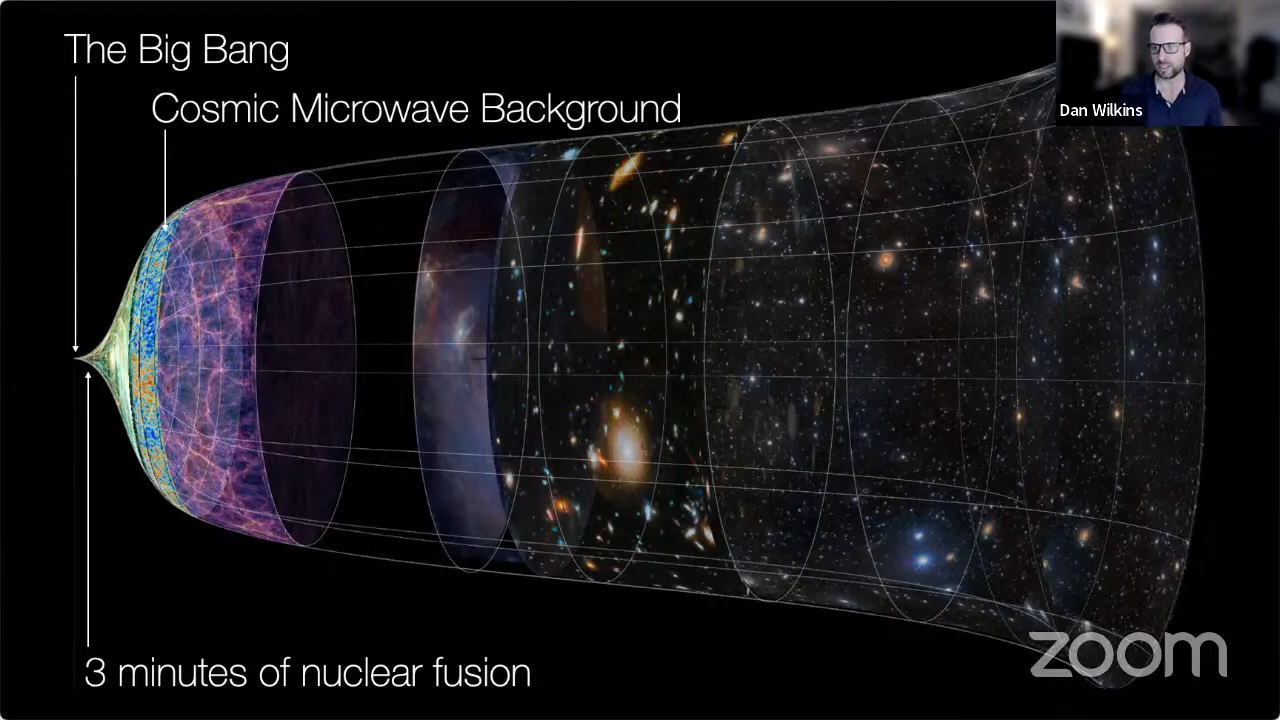 The Big Bang
Cosmic Microwave Background
Dan Wilkins
3 minutes of nuclear fusion
zoom